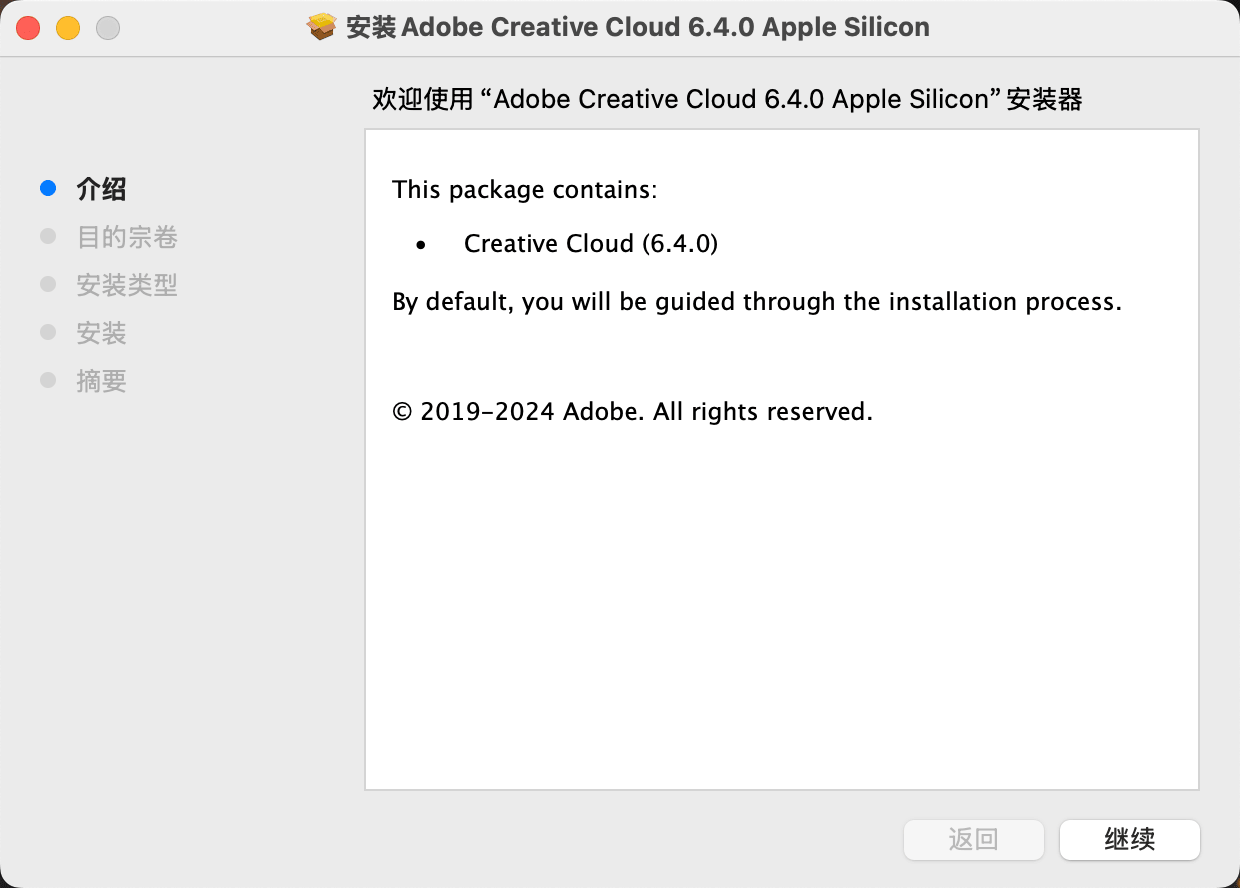 安装 Adobe Creative Cloud 6.4.0 Apple Silicon
欢迎使用 “Adobe Creative Cloud 6.4.0 Apple Silicon” 安装器
介绍
目的宗卷
安装类型
安装
摘要
This package contains:
• Creative Cloud (6.4.0)
By default, you will be guided through the installation process.
© 2019–2024 Adobe. All rights reserved.
返回
继续